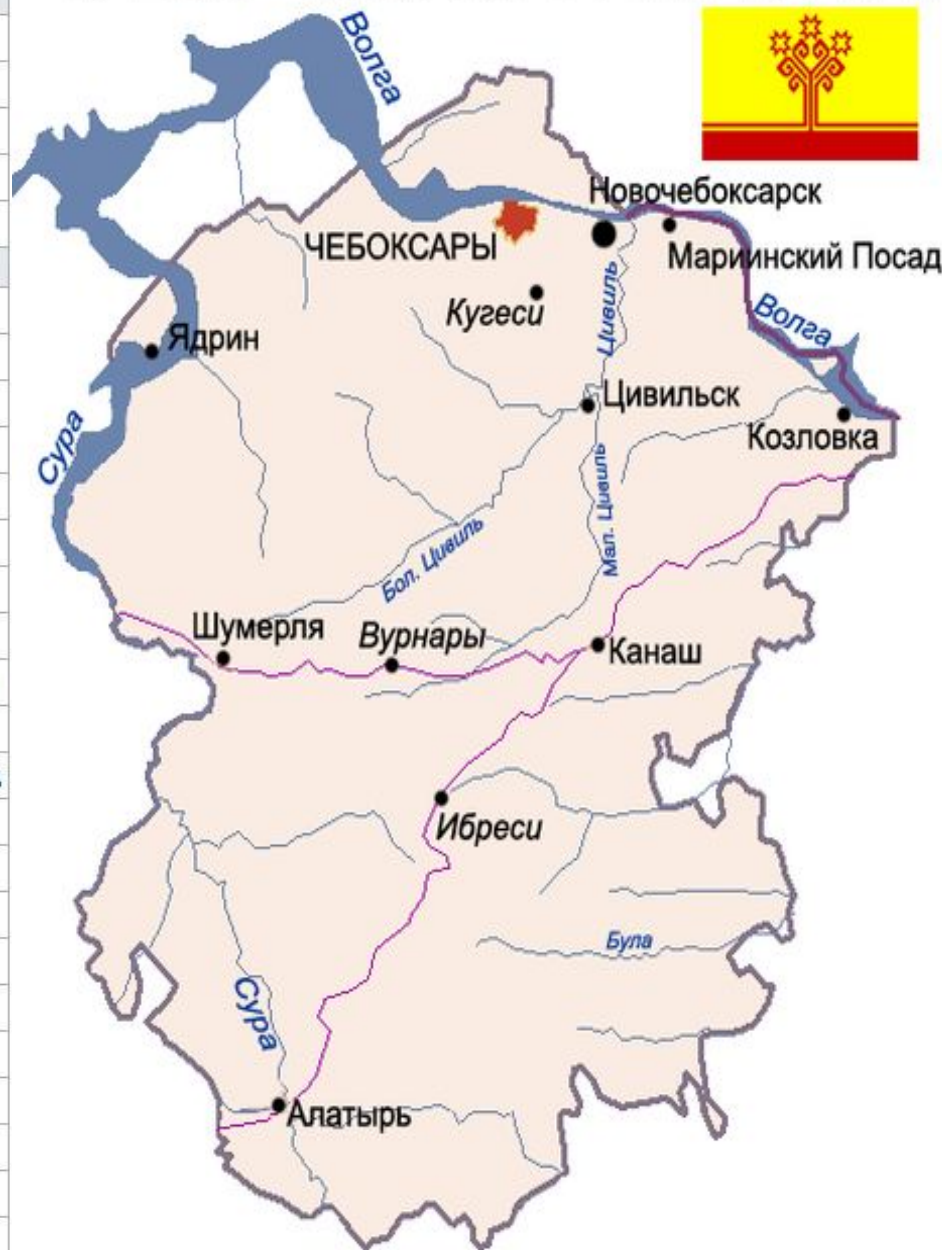 Волга
Новочебоксарск
ЧЕБОКСАРЫ
Мариинский Посад
Кугеси
Цивиль
Волга
Ядрин
Цивильск
Козловка
Сура
Мал. Цивиль
Бол. Цивиль
Шумерля
Вурнары
Канаш
Ибреси
Була
Сура
Алатырь